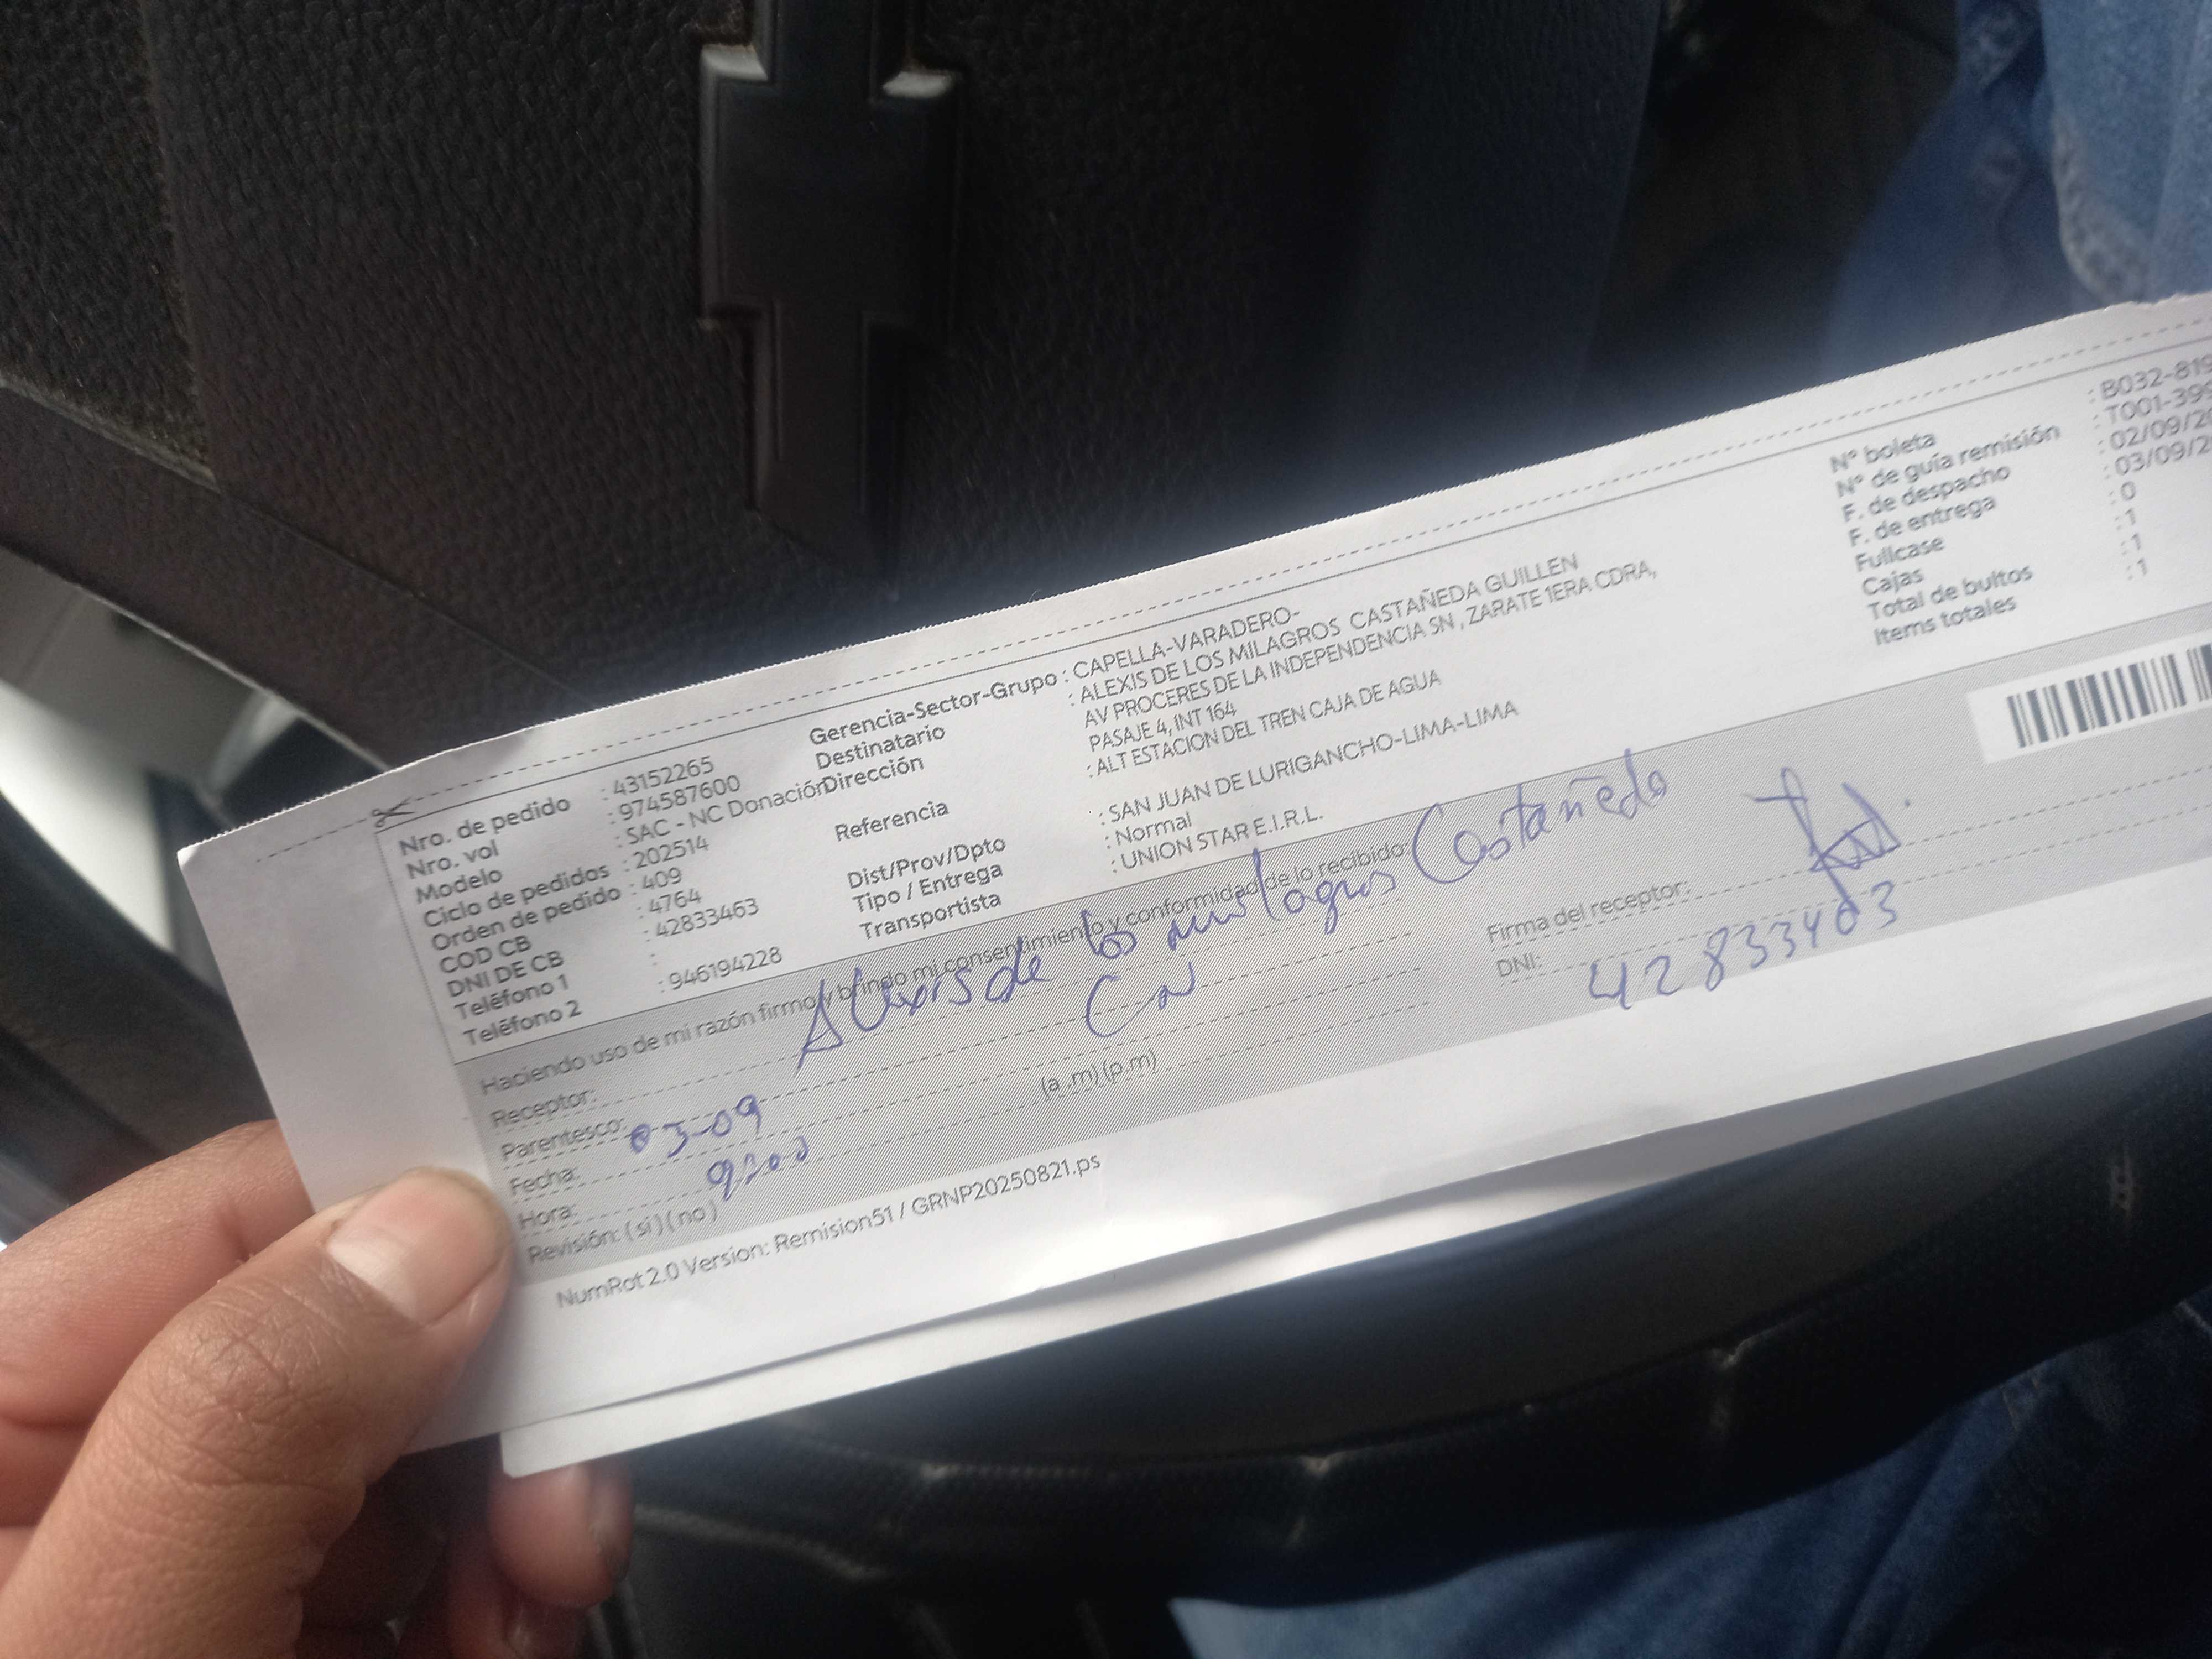 Nro. de pedido : 43152265
Nro. vol : 974587600
Modelo : SAC - NC Donación
Ciclo de pedidos : 202514
Orden de pedido : 409
COD CB : 4764
DNI DE CB : 42833463
Teléfono 1 :
Teléfono 2 : 946194228
Gerencia-Sector-Grupo : CAPELLA-VARADERO-
Destinatario : ALEXIS DE LOS MILAGROS CASTAÑEDA GUILLEN
Dirección AV PROCERES DE LA INDEPENDENCIA SN , ZARATE 1ERA CDRA,
PASAJE 4, INT 164
Referencia : ALT ESTACION DEL TREN CAJA DE AGUA
Dist/Prov/Dpto : SAN JUAN DE LURIGANCHO-LIMA-LIMA
Tipo / Entrega : Normal
Transportista : UNION STAR E.I.R.L.
N° boleta : B032-819
N° de guía remisión : T001-399
F. de despacho : 02/09/2
F. de entrega : 03/09/2
Fullcase : 0
Cajas : 1
Total de bultos : 1
Items totales : 1
Haciendo uso de mi razón firmo y brindo mi consentimiento y conformidad de lo recibido:
Receptor: Alexis de los milagros Castañeda
Parentesco:
Fecha: 03-09
Hora: 9:00 (a .m) (p.m)
Revisión: ( si ) ( no )
Firma del receptor:
DNI: 42833463
NumRot 2.0 Version: Remision51 / GRNP20250821.ps